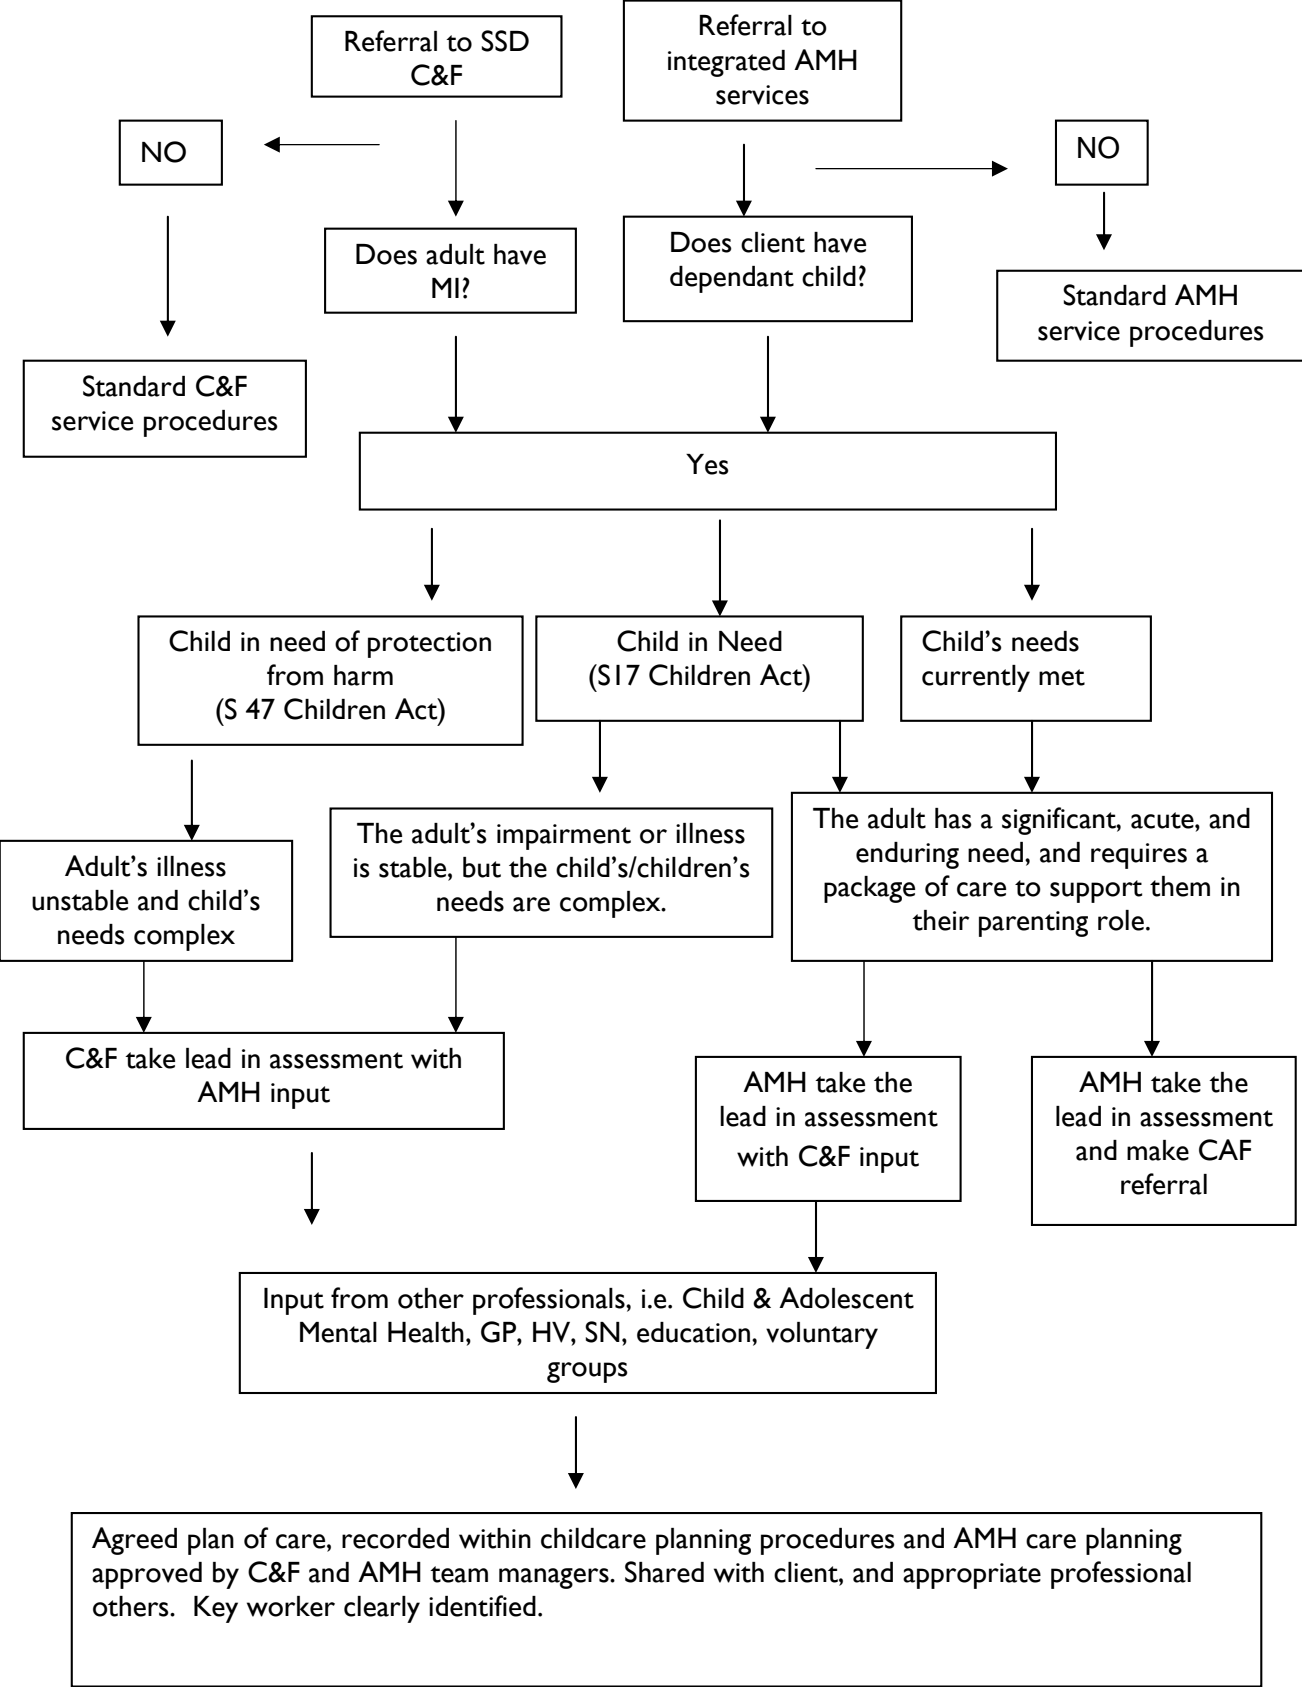 Referral to SSD
C&F
Referral to
integrated AMH
services
NO
NO
Does adult have
MI?
Does client have
dependant child?
Standard AMH
service procedures
Standard C&F
service procedures
Yes
Child in need of protection
from harm
(S 47 Children Act)
Child in Need
(S17 Children Act)
Child’s needs
currently met
Adult’s illness
unstable and child’s
needs complex
The adult’s impairment or illness
is stable, but the child’s/children’s
needs are complex.
The adult has a significant, acute, and
enduring need, and requires a
package of care to support them in
their parenting role.
C&F take lead in assessment with
AMH input
AMH take the
lead in assessment
with C&F input
AMH take the
lead in assessment
and make CAF
referral
Input from other professionals, i.e. Child & Adolescent
Mental Health, GP, HV, SN, education, voluntary
groups
Agreed plan of care, recorded within childcare planning procedures and AMH care planning
approved by C&F and AMH team managers. Shared with client, and appropriate professional
others.  Key worker clearly identified.